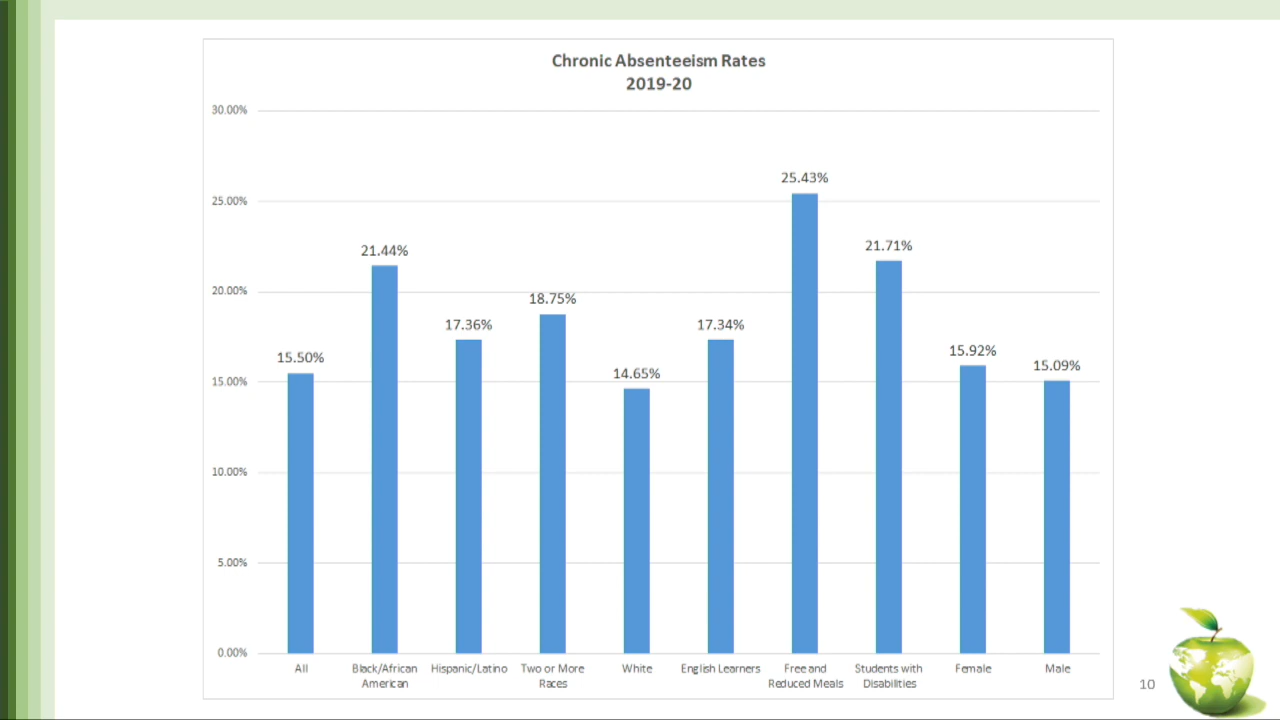 Chronic Absenteeism Rates
2019-20
30.00%
25.00%
20.00%
15.00%
10.00%
5.00%
0.00%
15.50%
21.44%
17.36%
18.75%
14.65%
17.34%
25.43%
21.71%
15.92%
15.09%
All
Black/African
American
Hispanic/Latino
Two or More
Races
White
English Learners
Free and
Reduced Meals
Students with
Disabilities
Female
Male
10